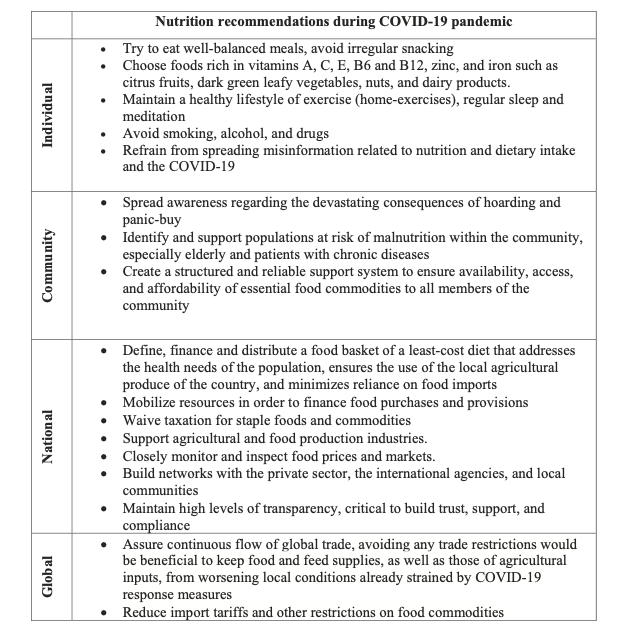 Nutrition recommendations during COVID-19 pandemic
Individual
• Try to eat well-balanced meals, avoid irregular snacking
• Choose foods rich in vitamins A, C, E, B6 and B12, zinc, and iron such as
citrus fruits, dark green leafy vegetables, nuts, and dairy products.
• Maintain a healthy lifestyle of exercise (home-exercises), regular sleep and
meditation
• Avoid smoking, alcohol, and drugs
• Refrain from spreading misinformation related to nutrition and dietary intake
and the COVID-19
Community
• Spread awareness regarding the devastating consequences of hoarding and
panic-buy
• Identify and support populations at risk of malnutrition within the community,
especially elderly and patients with chronic diseases
• Create a structured and reliable support system to ensure availability, access,
and affordability of essential food commodities to all members of the
community
National
• Define, finance and distribute a food basket of a least-cost diet that addresses
the health needs of the population, ensures the use of the local agricultural
produce of the country, and minimizes reliance on food imports
• Mobilize resources in order to finance food purchases and provisions
• Waive taxation for staple foods and commodities
• Support agricultural and food production industries.
• Closely monitor and inspect food prices and markets.
• Build networks with the private sector, the international agencies, and local
communities
• Maintain high levels of transparency, critical to build trust, support, and
compliance
Global
• Assure continuous flow of global trade, avoiding any trade restrictions would
be beneficial to keep food and feed supplies, as well as those of agricultural
inputs, from worsening local conditions already strained by COVID-19
response measures
• Reduce import tariffs and other restrictions on food commodities